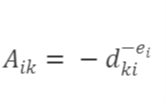 $A_{ik} = -d_{ki}^{-e_i}$